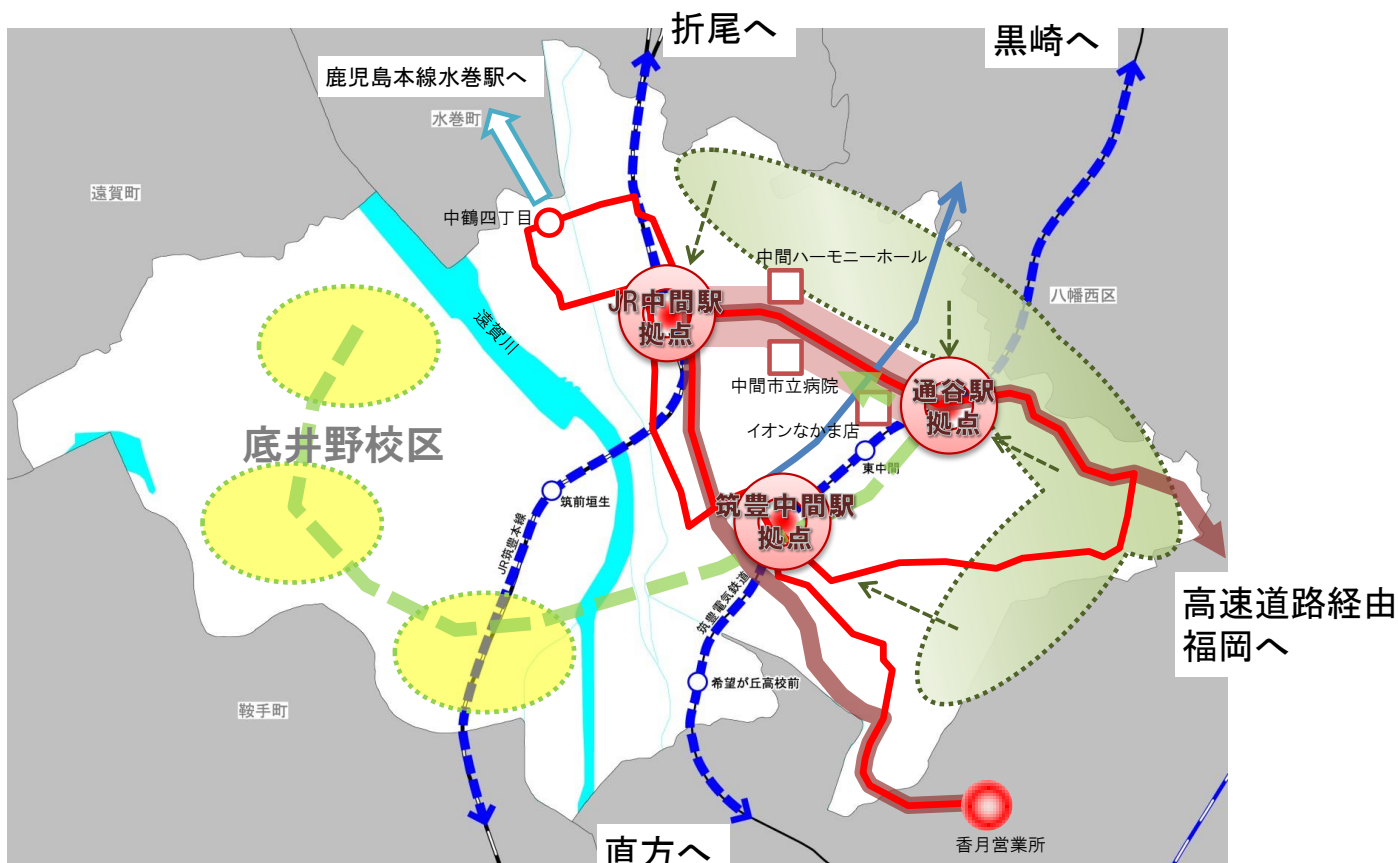 折尾へ
黒崎へ
鹿児島本線水巻駅へ
水巻町
遠賀町
中鶴四丁目
中間ハーモニーホール
八幡西区
遠賀川
JR中間駅
拠点
中間市立病院
通谷駅
拠点
イオンなかま店
底井野校区
東中間
筑前垣生
筑豊中間駅
拠点
JR筑豊本線
筑豊電気鉄道
高速道路経由
福岡へ
希望が丘高校前
鞍手町
直方へ
香月営業所